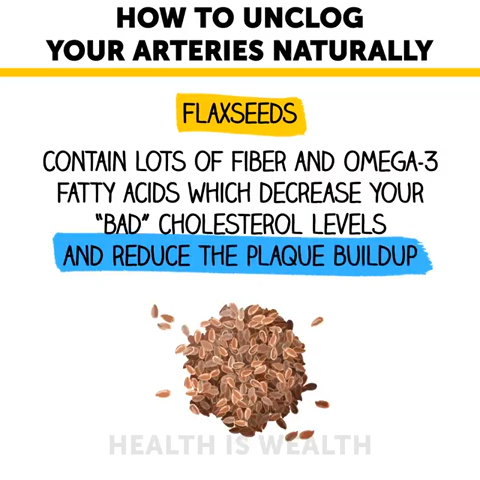 HOW TO UNCLOG
YOUR ARTERIES NATURALLY
FLAXSEEDS
CONTAIN LOTS OF FIBER AND OMEGA-3
FATTY ACIDS WHICH DECREASE YOUR
"BAD" CHOLESTEROL LEVELS
AND REDUCE THE PLAQUE BUILDUP
HEALTH IS WEALTH